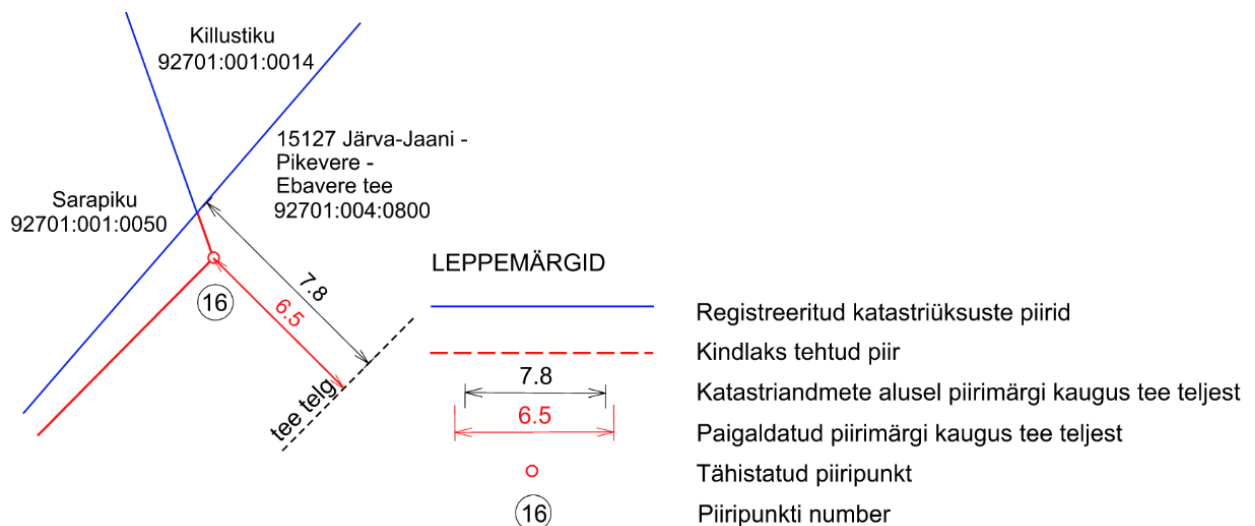 Killustiku
92701:001:0014
15127 Järva-Jaani -
Pikevere -
Ebavere tee
92701:004:0800
Sarapiku
92701:001:0050
7.8
6.5
16
tee telg
LEPPEMÄRGID
Registreeritud katastriüksuste piirid
Kindlaks tehtud piir
7.8
Katastriandmete alusel piirimärgi kaugus tee teljest
6.5
Paigaldatud piirimärgi kaugus tee teljest
Tähistatud piiripunkt
16
Piiripunkti number